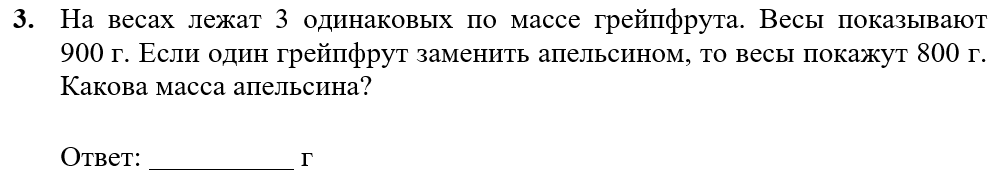 3. На весах лежат 3 одинаковых по массе грейпфрута. Весы показывают
900 г. Если один грейпфрут заменить апельсином, то весы покажут 800 г.
Какова масса апельсина?
Ответ: __________ г